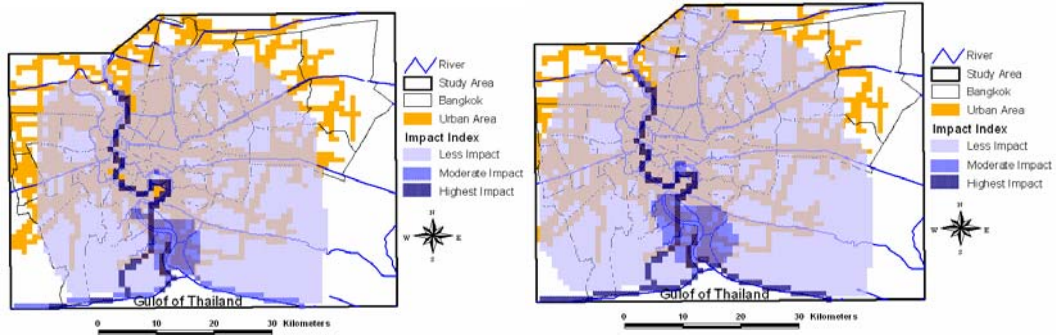 River
Study Area
Bangkok
Urban Area
Impact Index
Less Impact
Moderate Impact
Highest Impact
N
W E
S
Gulof of Thailand
0 10 20 30 Kilometers
River
Study Area
Bangkok
Urban Area
Impact Index
Less Impact
Moderate Impact
Highest Impact
N
W E
S
Gulof of Thailand
0 10 20 30 Kilometers